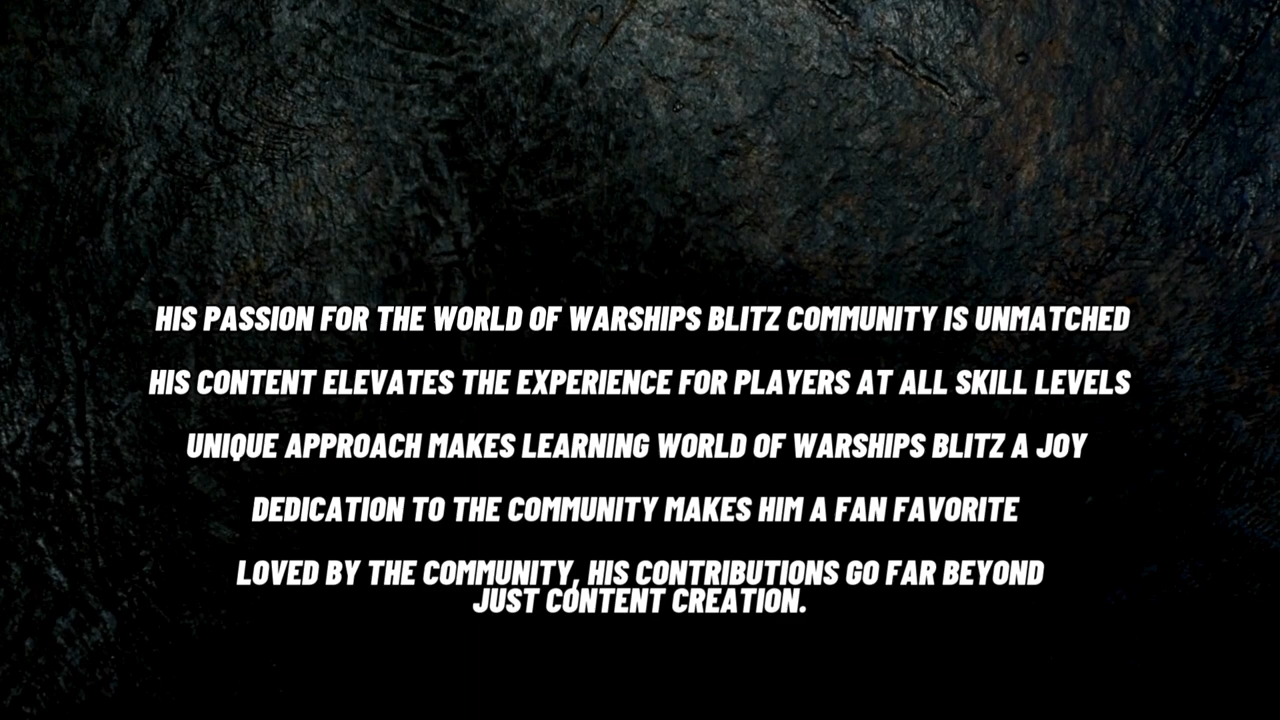 HIS PASSION FOR THE WORLD OF WARSHIPS BLITZ COMMUNITY IS UNMATCHED
HIS CONTENT ELEVATES THE EXPERIENCE FOR PLAYERS AT ALL SKILL LEVELS
UNIQUE APPROACH MAKES LEARNING WORLD OF WARSHIPS BLITZ A JOY
DEDICATION TO THE COMMUNITY MAKES HIM A FAN FAVORITE
LOVED BY THE COMMUNITY, HIS CONTRIBUTIONS GO FAR BEYOND
JUST CONTENT CREATION.